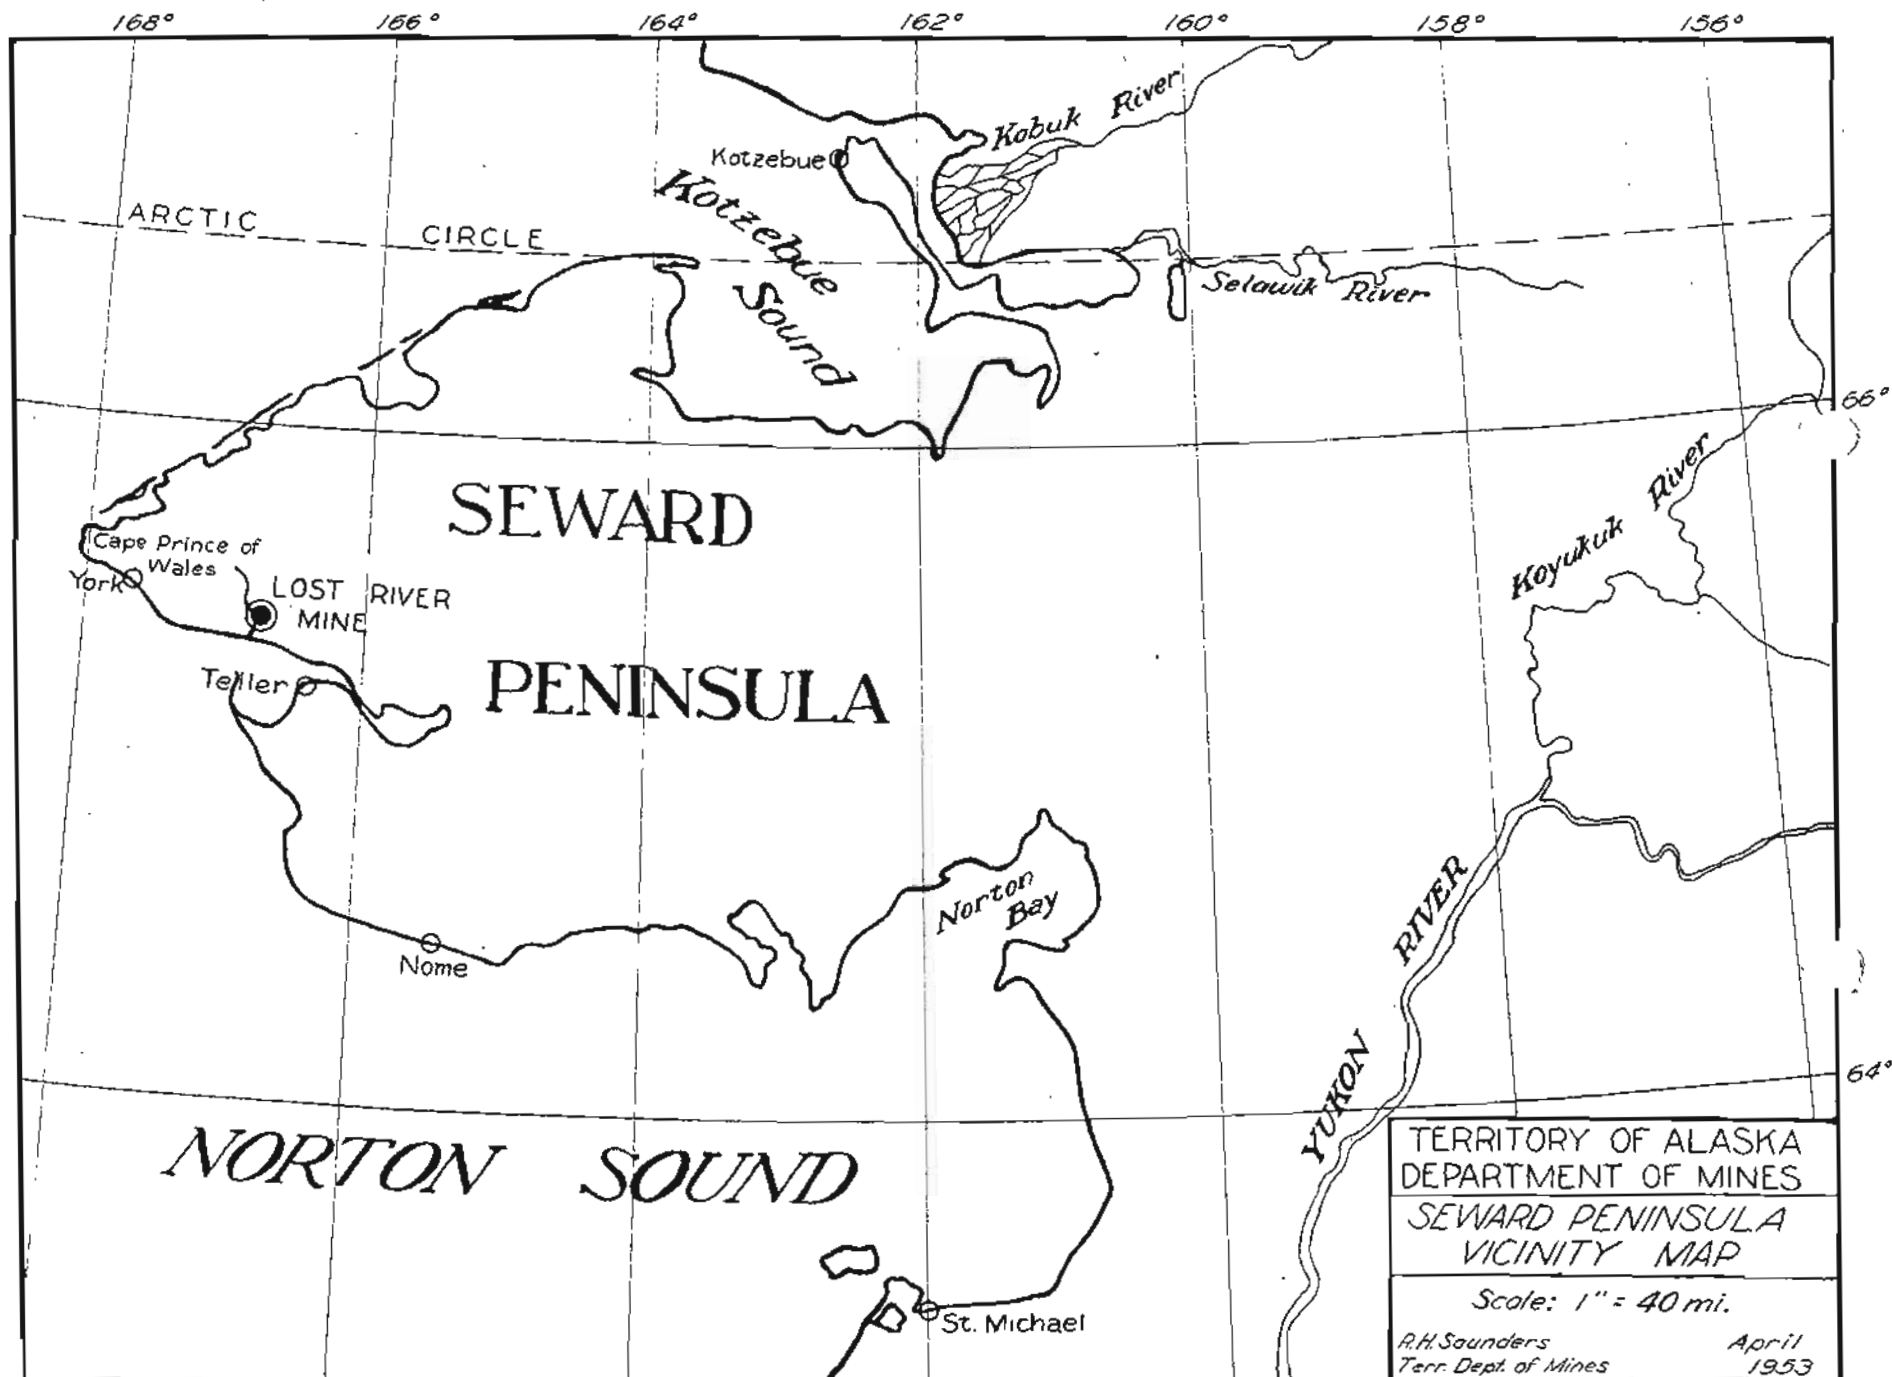 168° 166° 164° 162° 160° 158° 156°
Kobuk River
Kotzebue
Kotzebue
Sound
ARCTIC CIRCLE
Selawik River
66°
SEWARD
PENINSULA
Cape Prince of
Wales
York
LOST RIVER
MINE
Teller
Koyukuk River
Norton
Bay
Nome
YUKON RIVER
64°
NORTON SOUND
St. Michael
TERRITORY OF ALASKA
DEPARTMENT OF MINES
SEWARD PENINSULA
VICINITY MAP
Scale: 1" = 40 mi.
R.H. Saunders April
Terr. Dept. of Mines 1953